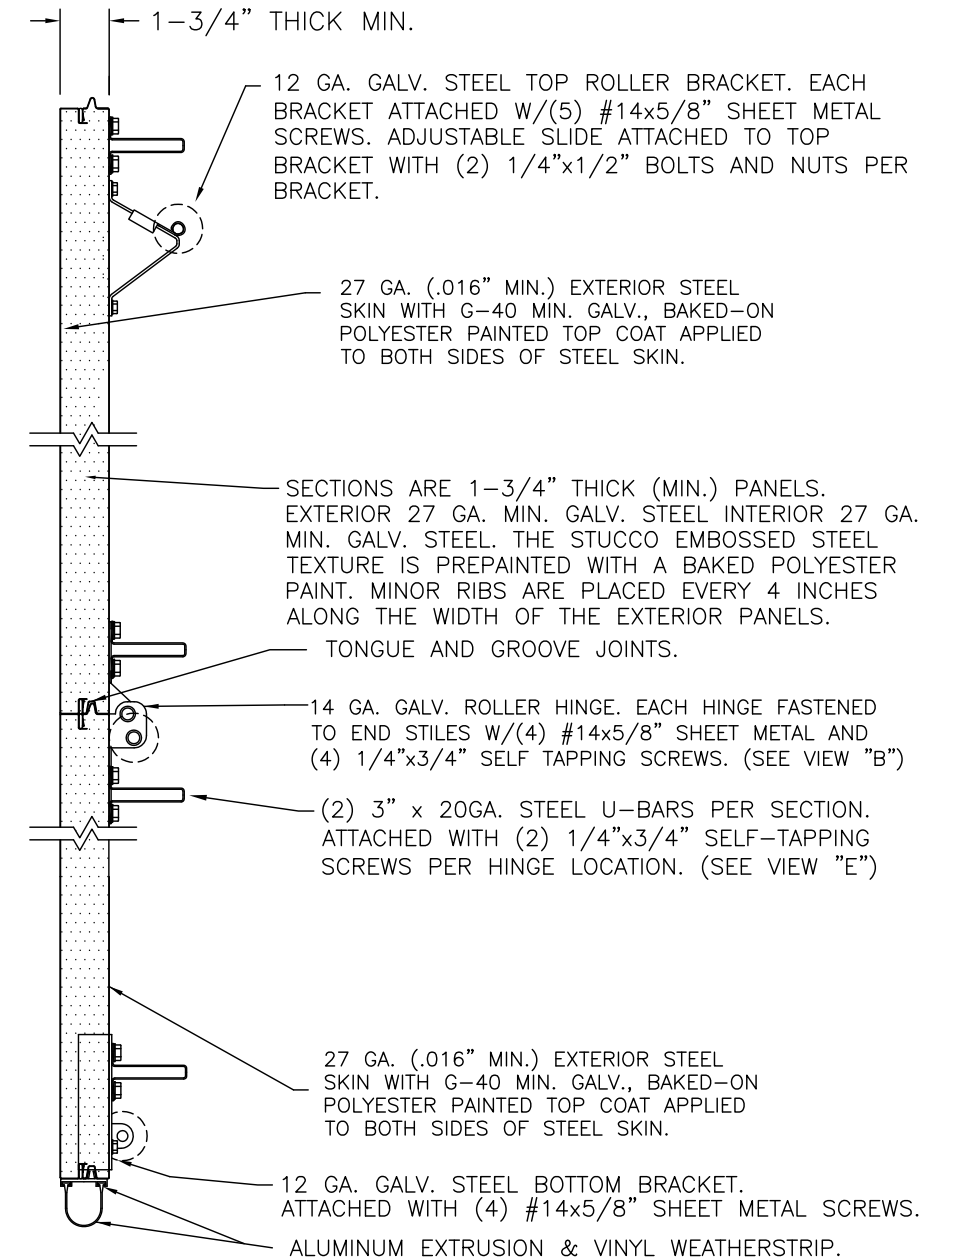 1-3/4" THICK MIN.
12 GA. GALV. STEEL TOP ROLLER BRACKET. EACH
BRACKET ATTACHED W/(5) #14x5/8" SHEET METAL
SCREWS. ADJUSTABLE SLIDE ATTACHED TO TOP
BRACKET WITH (2) 1/4"x1/2" BOLTS AND NUTS PER
BRACKET.
27 GA. (.016" MIN.) EXTERIOR STEEL
SKIN WITH G-40 MIN. GALV., BAKED-ON
POLYESTER PAINTED TOP COAT APPLIED
TO BOTH SIDES OF STEEL SKIN.
SECTIONS ARE 1-3/4" THICK (MIN.) PANELS.
EXTERIOR 27 GA. MIN. GALV. STEEL INTERIOR 27 GA.
MIN. GALV. STEEL. THE STUCCO EMBOSSED STEEL
TEXTURE IS PREPAINTED WITH A BAKED POLYESTER
PAINT. MINOR RIBS ARE PLACED EVERY 4 INCHES
ALONG THE WIDTH OF THE EXTERIOR PANELS.
TONGUE AND GROOVE JOINTS.
14 GA. GALV. ROLLER HINGE. EACH HINGE FASTENED
TO END STILES W/(4) #14x5/8" SHEET METAL AND
(4) 1/4"x3/4" SELF TAPPING SCREWS. (SEE VIEW "B")
(2) 3" x 20GA. STEEL U-BARS PER SECTION.
ATTACHED WITH (2) 1/4"x3/4" SELF-TAPPING
SCREWS PER HINGE LOCATION. (SEE VIEW "E")
27 GA. (.016" MIN.) EXTERIOR STEEL
SKIN WITH G-40 MIN. GALV., BAKED-ON
POLYESTER PAINTED TOP COAT APPLIED
TO BOTH SIDES OF STEEL SKIN.
12 GA. GALV. STEEL BOTTOM BRACKET.
ATTACHED WITH (4) #14x5/8" SHEET METAL SCREWS.
ALUMINUM EXTRUSION & VINYL WEATHERSTRIP.